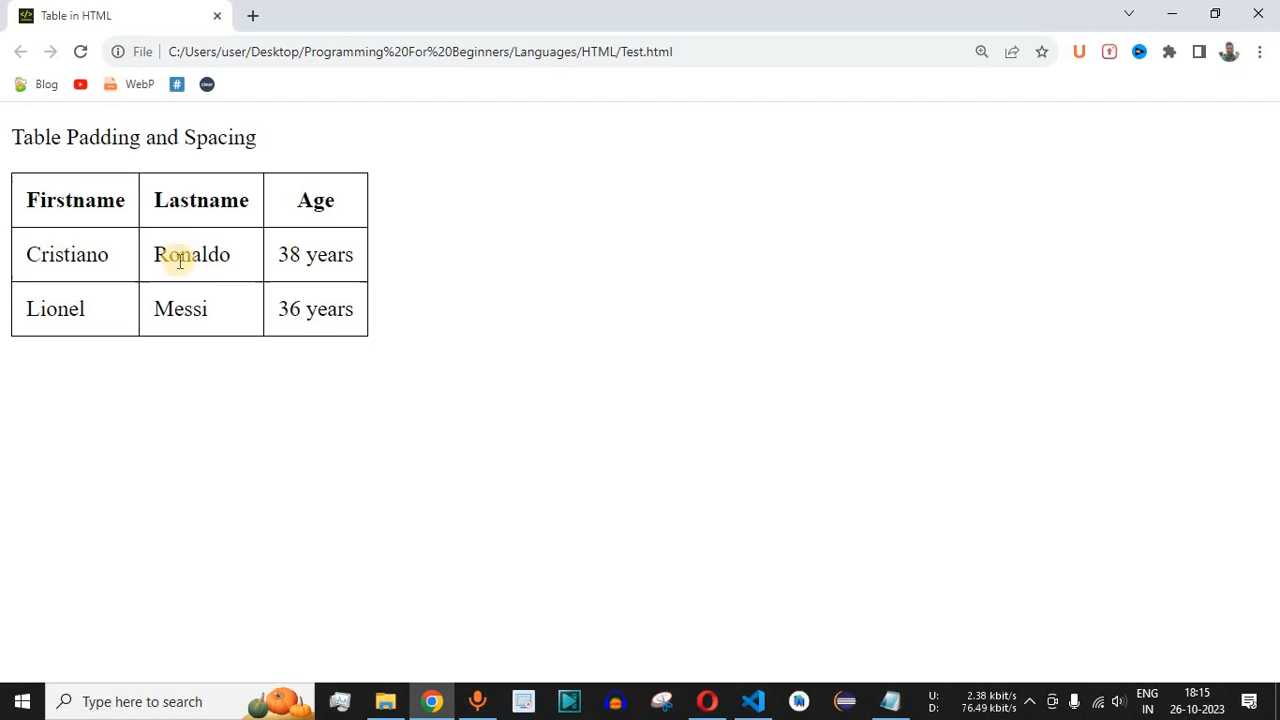 Table in HTML
File C:/Users/user/Desktop/Programming%20For%20Beginners/Languages/HTML/Test.html
Blog WebP #
Table Padding and Spacing
Firstname Lastname Age
Cristiano Ronaldo 38 years
Lionel Messi 36 years
Type here to search
U: 2.38 kbit/s
D: 76.49 kbit/s
ENG
IN
18:15
26-10-2023